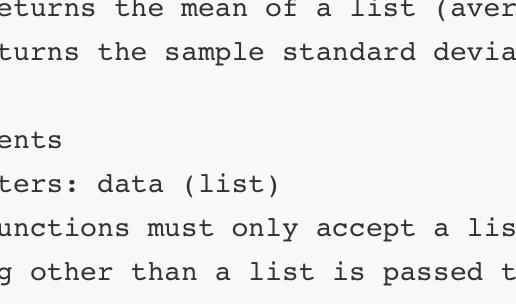 eturns the mean of a list (aver
turns the sample standard devia
ents
ters: data (list)
unctions must only accept a lis
g other than a list is passed t